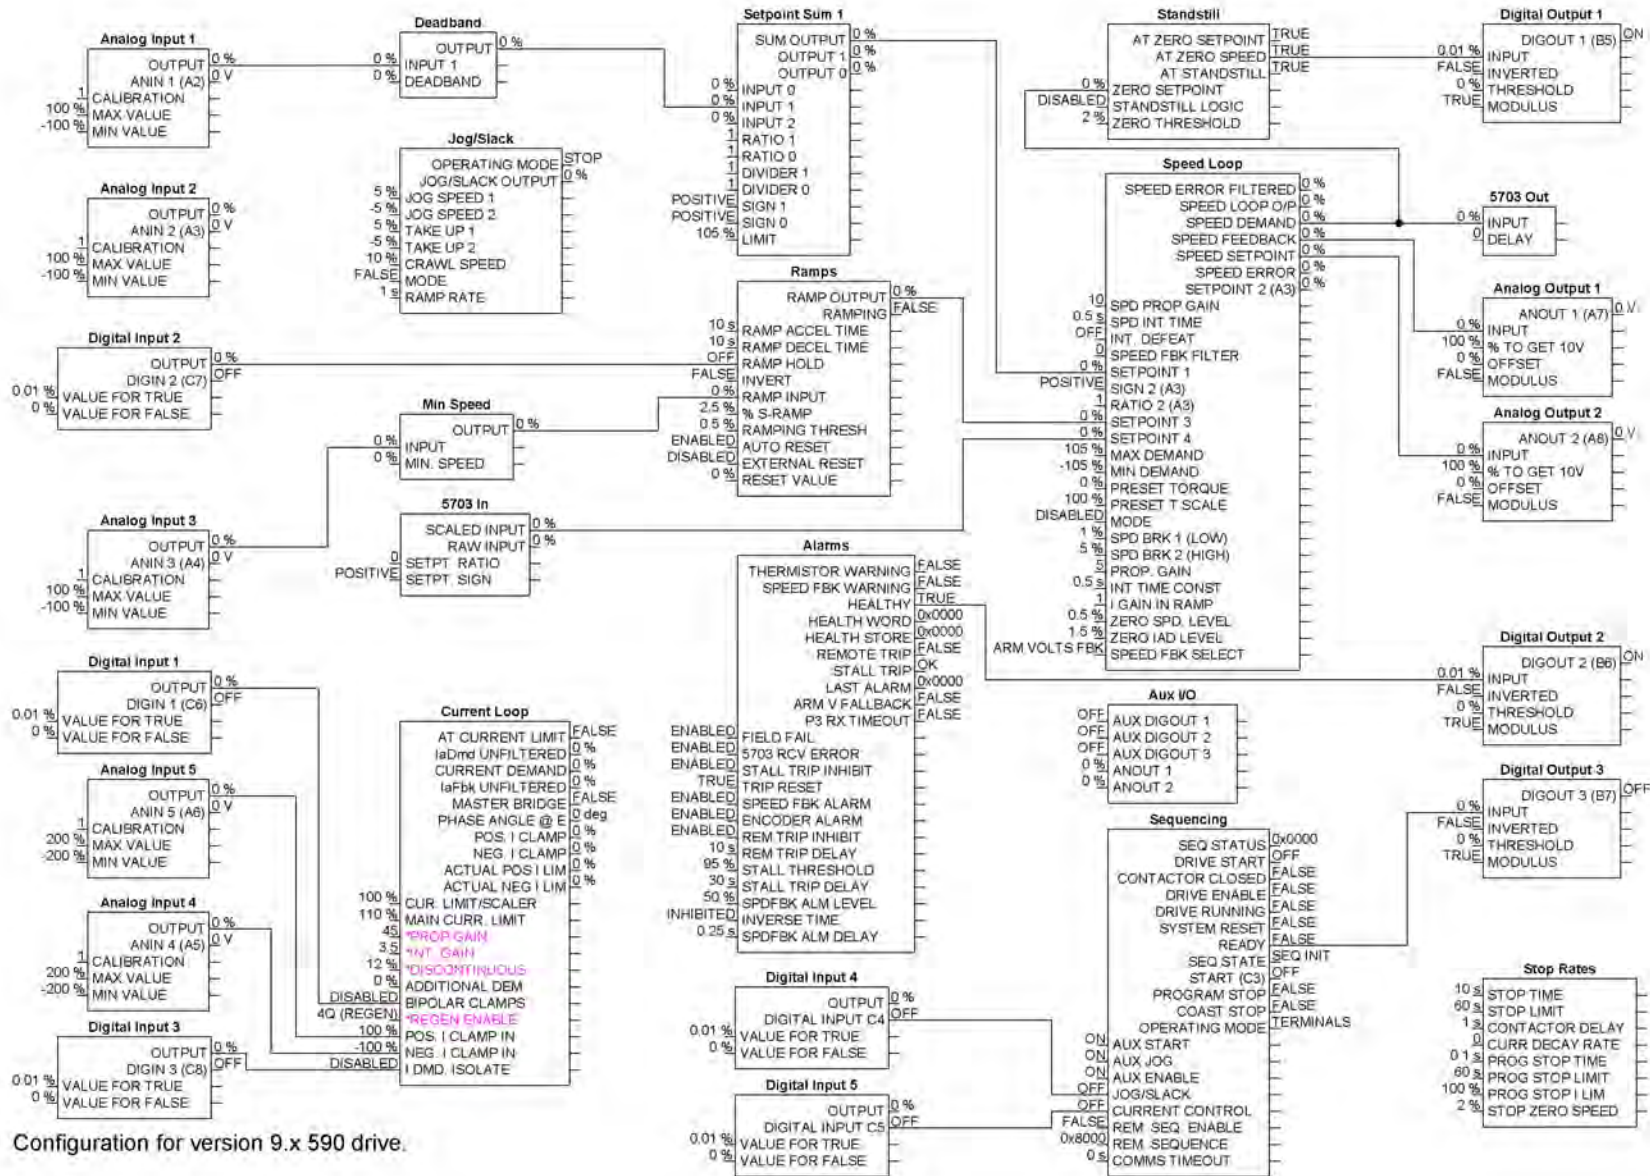 Analog Input 1
OUTPUT 0 %
ANIN 1 (A2) 0 V
1 CALIBRATION
100 % MAX VALUE
-100 % MIN VALUE
Analog Input 2
OUTPUT 0 %
ANIN 2 (A3) 0 V
1 CALIBRATION
100 % MAX VALUE
-100 % MIN VALUE
Digital Input 2
OUTPUT 0 %
DIGIN 2 (C7) OFF
0.01 % VALUE FOR TRUE
0 % VALUE FOR FALSE
Analog Input 3
OUTPUT 0 %
ANIN 3 (A4) 0 V
1 CALIBRATION
100 % MAX VALUE
-100 % MIN VALUE
Digital Input 1
OUTPUT 0 %
DIGIN 1 (C6) OFF
0.01 % VALUE FOR TRUE
0 % VALUE FOR FALSE
Analog Input 5
OUTPUT 0 %
ANIN 5 (A6) 0 V
1 CALIBRATION
200 % MAX VALUE
-200 % MIN VALUE
Analog Input 4
OUTPUT 0 %
ANIN 4 (A5) 0 V
1 CALIBRATION
200 % MAX VALUE
-200 % MIN VALUE
Digital Input 3
OUTPUT 0 %
DIGIN 3 (C8) OFF
0.01 % VALUE FOR TRUE
0 % VALUE FOR FALSE
Deadband
OUTPUT 0 %
0 % INPUT 1
0 % DEADBAND
Jog/Slack
OPERATING MODE STOP
JOG/SLACK OUTPUT 0 %
5 % JOG SPEED 1
-5 % JOG SPEED 2
5 % TAKE UP 1
-5 % TAKE UP 2
10 % CRAWL SPEED
FALSE MODE
1 s RAMP RATE
Min Speed
OUTPUT 0 %
0 % INPUT
0 % MIN. SPEED
5703 In
SCALED INPUT 0 %
RAW INPUT 0 %
0 SETPT. RATIO
POSITIVE SETPT. SIGN
Current Loop
AT CURRENT LIMIT FALSE
IaDmd UNFILTERED 0 %
CURRENT DEMAND 0 %
IaFbk UNFILTERED 0 %
MASTER BRIDGE FALSE
PHASE ANGLE @ E 0 deg
POS. I CLAMP 0 %
NEG. I CLAMP 0 %
ACTUAL POS I LIM 0 %
ACTUAL NEG I LIM 0 %
100 % CUR. LIMIT/SCALER
110 % MAIN CURR. LIMIT
45 *PROP. GAIN
3.5 *INT. GAIN
12 % *DISCONTINUOUS
0 % ADDITIONAL DEM
DISABLED BIPOLAR CLAMPS
4Q (REGEN) *REGEN ENABLE
100 % POS. I CLAMP IN
-100 % NEG. I CLAMP IN
DISABLED I DMD. ISOLATE
Setpoint Sum 1
SUM OUTPUT 0 %
OUTPUT 1 0 %
OUTPUT 0 0 %
0 % INPUT 0
0 % INPUT 1
0 % INPUT 2
1 RATIO 1
1 RATIO 0
1 DIVIDER 1
1 DIVIDER 0
POSITIVE SIGN 1
POSITIVE SIGN 0
105 % LIMIT
Ramps
RAMP OUTPUT 0 %
RAMPING FALSE
10 s RAMP ACCEL TIME
10 s RAMP DECEL TIME
OFF RAMP HOLD
FALSE INVERT
0 % RAMP INPUT
2.5 % % S-RAMP
0.5 % RAMPING THRESH
ENABLED AUTO RESET
DISABLED EXTERNAL RESET
0 % RESET VALUE
Alarms
THERMISTOR WARNING FALSE
SPEED FBK WARNING FALSE
HEALTHY TRUE
HEALTH WORD 0x0000
HEALTH STORE 0x0000
REMOTE TRIP FALSE
STALL TRIP OK
LAST ALARM 0x0000
ARM V FALLBACK FALSE
P3 RX TIMEOUT FALSE
ENABLED FIELD FAIL
ENABLED 5703 RCV ERROR
ENABLED STALL TRIP INHIBIT
TRUE TRIP RESET
ENABLED SPEED FBK ALARM
ENABLED ENCODER ALARM
ENABLED REM TRIP INHIBIT
10 s REM TRIP DELAY
95 % STALL THRESHOLD
30 s STALL TRIP DELAY
50 % SPDFBK ALM LEVEL
INHIBITED INVERSE TIME
0.25 s SPDFBK ALM DELAY
Digital Input 4
OUTPUT 0 %
DIGITAL INPUT C4 OFF
0.01 % VALUE FOR TRUE
0 % VALUE FOR FALSE
Digital Input 5
OUTPUT 0 %
DIGITAL INPUT C5 OFF
0.01 % VALUE FOR TRUE
0 % VALUE FOR FALSE
Standstill
AT ZERO SETPOINT TRUE
AT ZERO SPEED TRUE
AT STANDSTILL TRUE
0 % ZERO SETPOINT
DISABLED STANDSTILL LOGIC
2 % ZERO THRESHOLD
Speed Loop
SPEED ERROR FILTERED 0 %
SPEED LOOP O/P 0 %
SPEED DEMAND 0 %
SPEED FEEDBACK 0 %
SPEED SETPOINT 0 %
SPEED ERROR 0 %
SETPOINT 2 (A3) 0 %
10 SPD PROP GAIN
0.5 s SPD INT TIME
OFF INT. DEFEAT
0 SPEED FBK FILTER
0 % SETPOINT 1
POSITIVE SIGN 2 (A3)
1 RATIO 2 (A3)
0 % SETPOINT 3
0 % SETPOINT 4
105 % MAX DEMAND
-105 % MIN DEMAND
0 % PRESET TORQUE
100 % PRESET T SCALE
DISABLED MODE
1 % SPD BRK 1 (LOW)
5 % SPD BRK 2 (HIGH)
5 PROP. GAIN
0.5 s INT TIME CONST
1 I GAIN IN RAMP
0.5 % ZERO SPD. LEVEL
1.5 % ZERO IAD LEVEL
ARM VOLTS FBK SPEED FBK SELECT
Aux I/O
OFF AUX DIGOUT 1
OFF AUX DIGOUT 2
OFF AUX DIGOUT 3
0 % ANOUT 1
0 % ANOUT 2
Sequencing
SEQ STATUS 0x0000
DRIVE START OFF
CONTACTOR CLOSED FALSE
DRIVE ENABLE FALSE
DRIVE RUNNING FALSE
SYSTEM RESET FALSE
READY FALSE
SEQ STATE SEQ INIT
START (C3) OFF
PROGRAM STOP FALSE
COAST STOP FALSE
OPERATING MODE TERMINALS
ON AUX START
ON AUX JOG
ON AUX ENABLE
OFF JOG/SLACK
OFF CURRENT CONTROL
FALSE REM. SEQ. ENABLE
0x8000 REM. SEQUENCE
0 s COMMS TIMEOUT
Digital Output 1
DIGOUT 1 (B5) ON
0.01 % INPUT
FALSE INVERTED
0 % THRESHOLD
TRUE MODULUS
5703 Out
0 % INPUT
0 DELAY
Analog Output 1
ANOUT 1 (A7) 0 V
0 % INPUT
100 % % TO GET 10V
0 % OFFSET
FALSE MODULUS
Analog Output 2
ANOUT 2 (A8) 0 V
0 % INPUT
100 % % TO GET 10V
0 % OFFSET
FALSE MODULUS
Digital Output 2
DIGOUT 2 (B6) ON
0.01 % INPUT
FALSE INVERTED
0 % THRESHOLD
TRUE MODULUS
Digital Output 3
DIGOUT 3 (B7) OFF
0 % INPUT
FALSE INVERTED
0 % THRESHOLD
TRUE MODULUS
Stop Rates
10 s STOP TIME
60 s STOP LIMIT
1 s CONTACTOR DELAY
0 CURR DECAY RATE
0.1 s PROG STOP TIME
60 s PROG STOP LIMIT
100 % PROG STOP I LIM
2 % STOP ZERO SPEED
Configuration for version 9.x 590 drive.